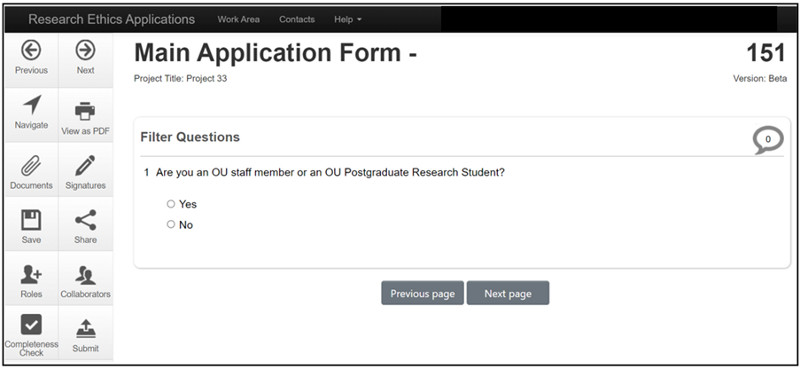 Research Ethics Applications Work Area Contacts Help
Previous Next
Navigate View as PDF
Documents Signatures
Save Share
Roles Collaborators
Completeness
Check Submit
Main Application Form - 151
Project Title: Project 33 Version: Beta
Filter Questions 0
1 Are you an OU staff member or an OU Postgraduate Research Student?
Yes
No
Previous page Next page